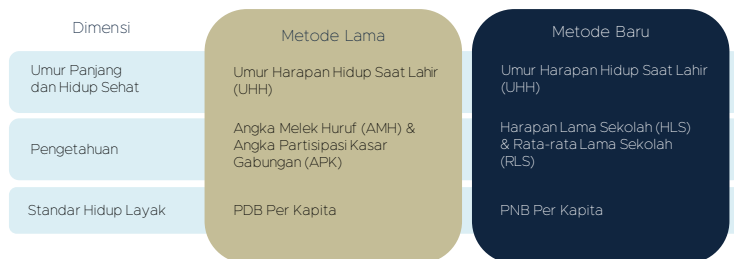 Dimensi
Metode Lama
Metode Baru
Umur Panjang
dan Hidup Sehat
Umur Harapan Hidup Saat Lahir
(UHH)
Umur Harapan Hidup Saat Lahir
(UHH)
Pengetahuan
Angka Melek Huruf (AMH) &
Angka Partisipasi Kasar
Gabungan (APK)
Harapan Lama Sekolah (HLS)
& Rata-rata Lama Sekolah
(RLS)
Standar Hidup Layak
PDB Per Kapita
PNB Per Kapita